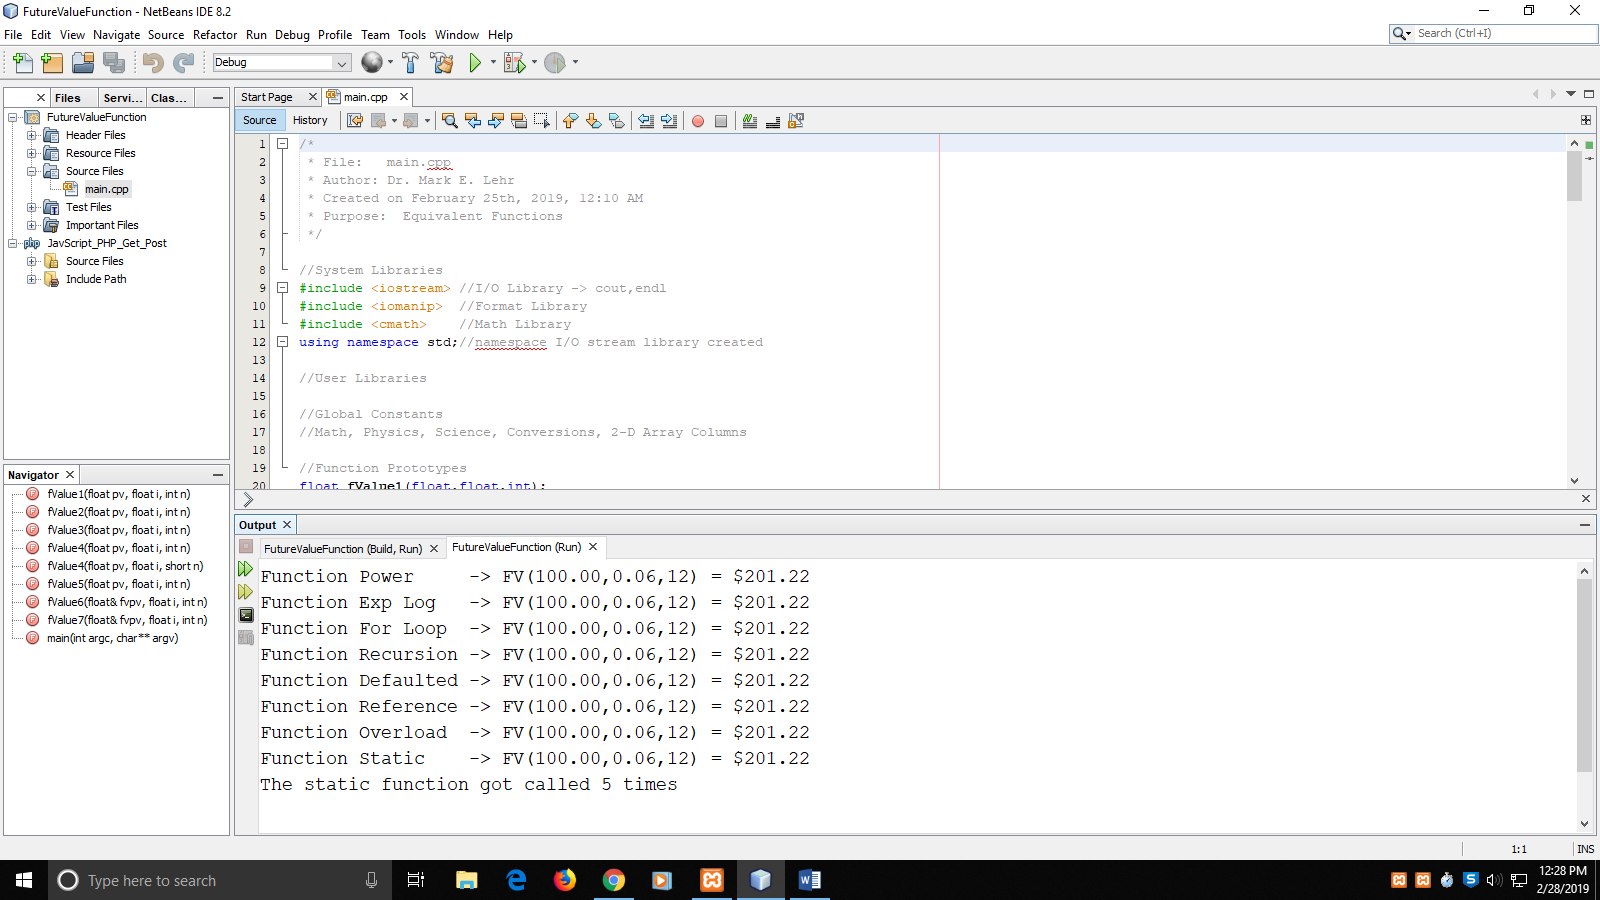 FutureValueFunction - NetBeans IDE 8.2
File Edit View Navigate Source Refactor Run Debug Profile Team Tools Window Help
Search (Ctrl+I)
Debug
Files Servi... Clas...
FutureValueFunction
Header Files
Resource Files
Source Files
main.cpp
Test Files
Important Files
JavScript_PHP_Get_Post
Source Files
Include Path
Navigator
fValue1(float pv, float i, int n)
fValue2(float pv, float i, int n)
fValue3(float pv, float i, int n)
fValue4(float pv, float i, int n)
fValue4(float pv, float i, short n)
fValue5(float pv, float i, int n)
fValue6(float& fvpv, float i, int n)
fValue7(float& fvpv, float i, int n)
main(int argc, char** argv)
Start Page main.cpp
Source History
1 /*
2 * File:   main.cpp
3 * Author: Dr. Mark E. Lehr
4 * Created on February 25th, 2019, 12:10 AM
5 * Purpose:  Equivalent Functions
6 */
7
8 //System Libraries
9 #include <iostream> //I/O Library -> cout,endl
10 #include <iomanip>  //Format Library
11 #include <cmath>    //Math Library
12 using namespace std;//namespace I/O stream library created
13
14 //User Libraries
15
16 //Global Constants
17 //Math, Physics, Science, Conversions, 2-D Array Columns
18
19 //Function Prototypes
20 float fValue1(float,float,int);
Output
FutureValueFunction (Build, Run) FutureValueFunction (Run)
Function Power     -> FV(100.00,0.06,12) = $201.22
Function Exp Log   -> FV(100.00,0.06,12) = $201.22
Function For Loop  -> FV(100.00,0.06,12) = $201.22
Function Recursion -> FV(100.00,0.06,12) = $201.22
Function Defaulted -> FV(100.00,0.06,12) = $201.22
Function Reference -> FV(100.00,0.06,12) = $201.22
Function Overload  -> FV(100.00,0.06,12) = $201.22
Function Static    -> FV(100.00,0.06,12) = $201.22
The static function got called 5 times
1:1 INS
Type here to search
12:28 PM
2/28/2019